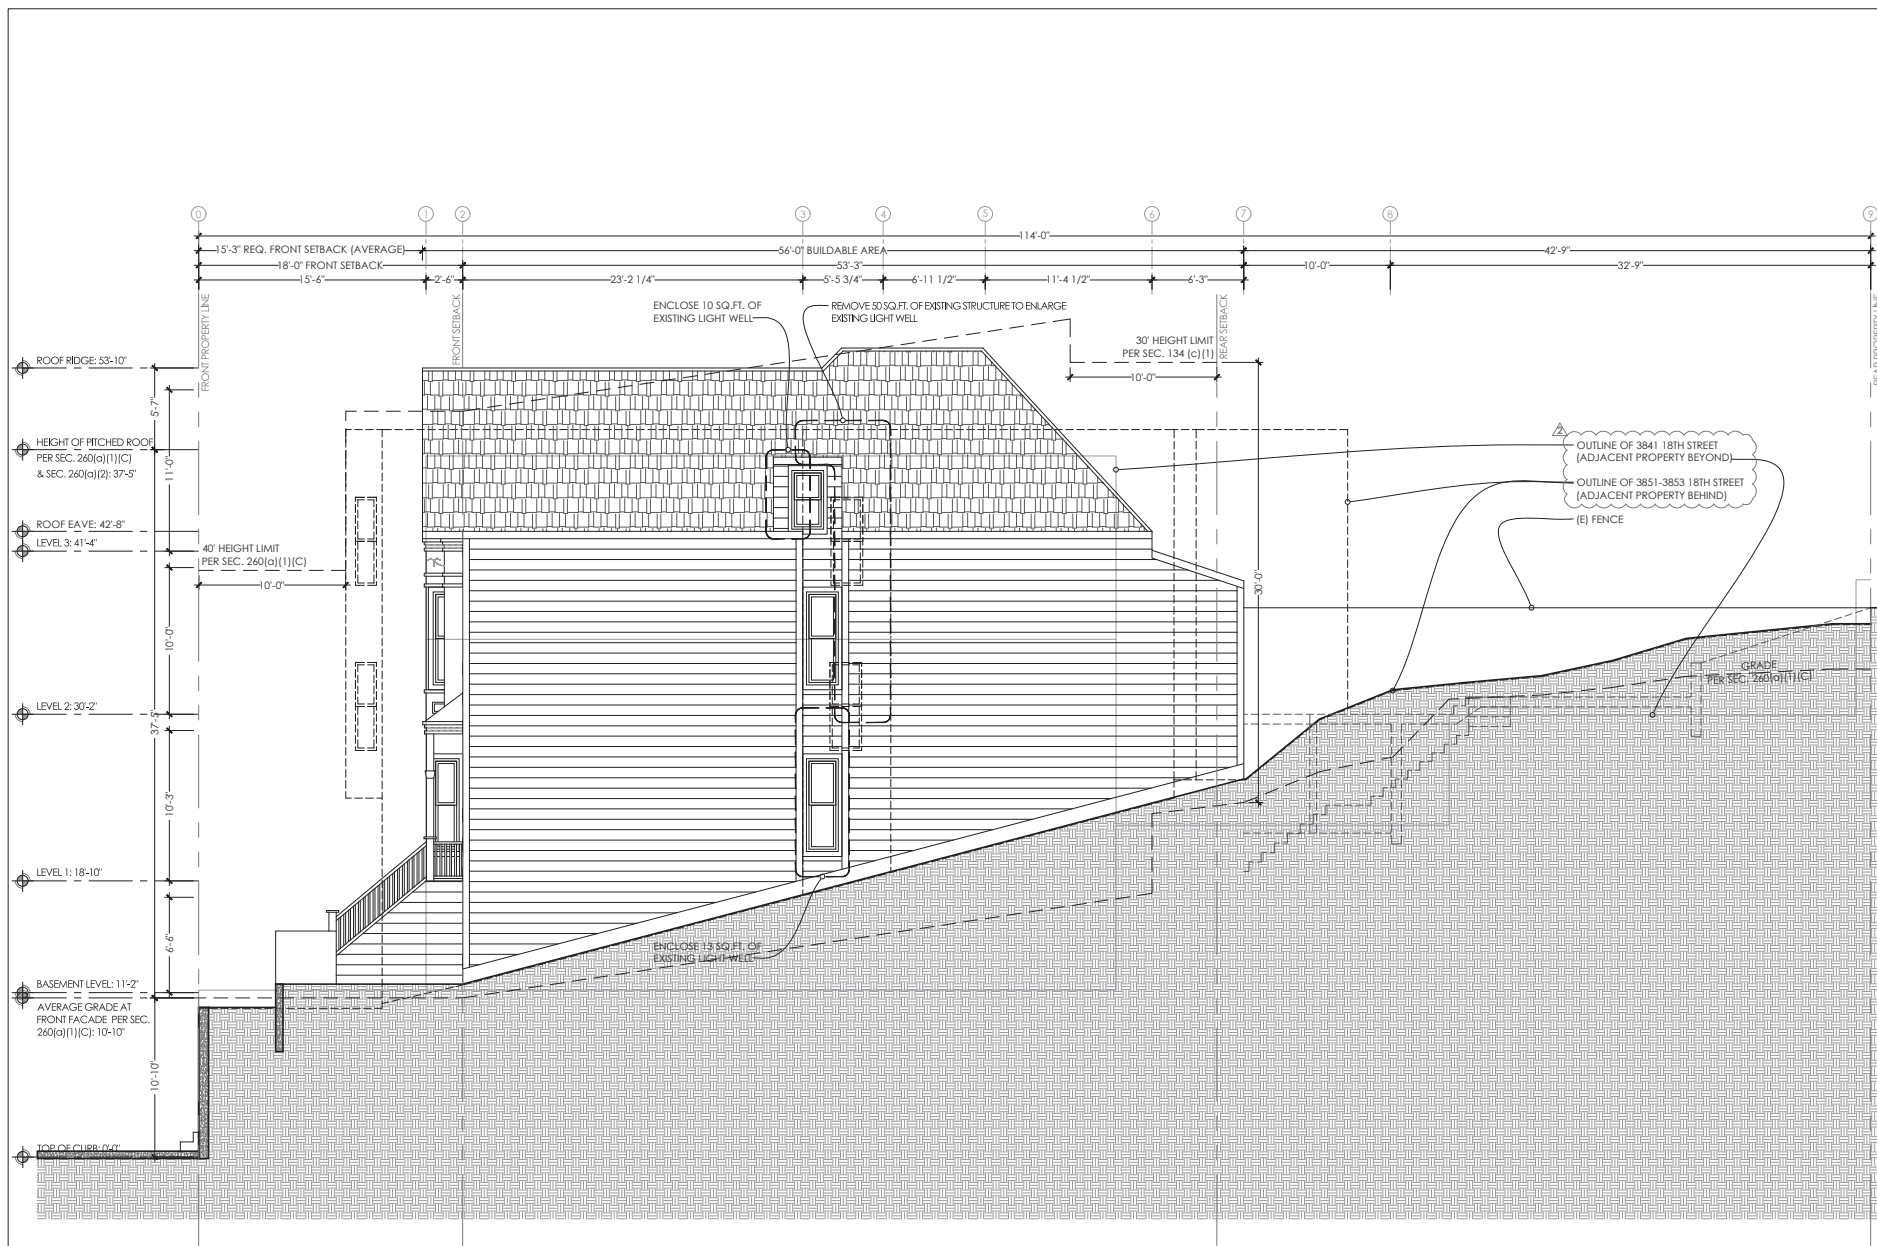 0
1
2
3
4
5
6
7
8
9
114'-0"
15'-3" REQ. FRONT SETBACK (AVERAGE)
56'-0" BUILDABLE AREA
42'-9"
18'-0" FRONT SETBACK
53'-3"
10'-0"
32'-9"
15'-6"
2'-6"
23'-2 1/4"
5'-5 3/4"
6'-11 1/2"
11'-4 1/2"
6'-3"
FRONT PROPERTY LINE
FRONT SETBACK
REAR SETBACK
REAR PROPERTY LINE
ENCLOSE 10 SQ.FT. OF
EXISTING LIGHT WELL
REMOVE 50 SQ.FT. OF EXISTING STRUCTURE TO ENLARGE
EXISTING LIGHT WELL
30' HEIGHT LIMIT
PER SEC. 134 (c)(1)
10'-0"
ROOF RIDGE: 53'-10"
5'-7"
HEIGHT OF PITCHED ROOF
PER SEC. 260(a)(1)(C)
& SEC. 260(a)(2): 37'-5"
11'-0"
2
OUTLINE OF 3841 18TH STREET
(ADJACENT PROPERTY BEYOND)
OUTLINE OF 3851-3853 18TH STREET
(ADJACENT PROPERTY BEHIND)
(E) FENCE
ROOF EAVE: 42'-8"
LEVEL 3: 41'-4"
40' HEIGHT LIMIT
PER SEC. 260(a)(1)(C)
10'-0"
30'-0"
10'-0"
GRADE
PER SEC. 260(a)(1)(C)
LEVEL 2: 30'-2"
37'-5"
10'-3"
LEVEL 1: 18'-10"
6'-6"
ENCLOSE 13 SQ.FT. OF
EXISTING LIGHT WELL
BASEMENT LEVEL: 11'-2"
AVERAGE GRADE AT
FRONT FACADE PER SEC.
260(a)(1)(C): 10'-10"
10'-10"
TOP OF CURB: 0'-0"